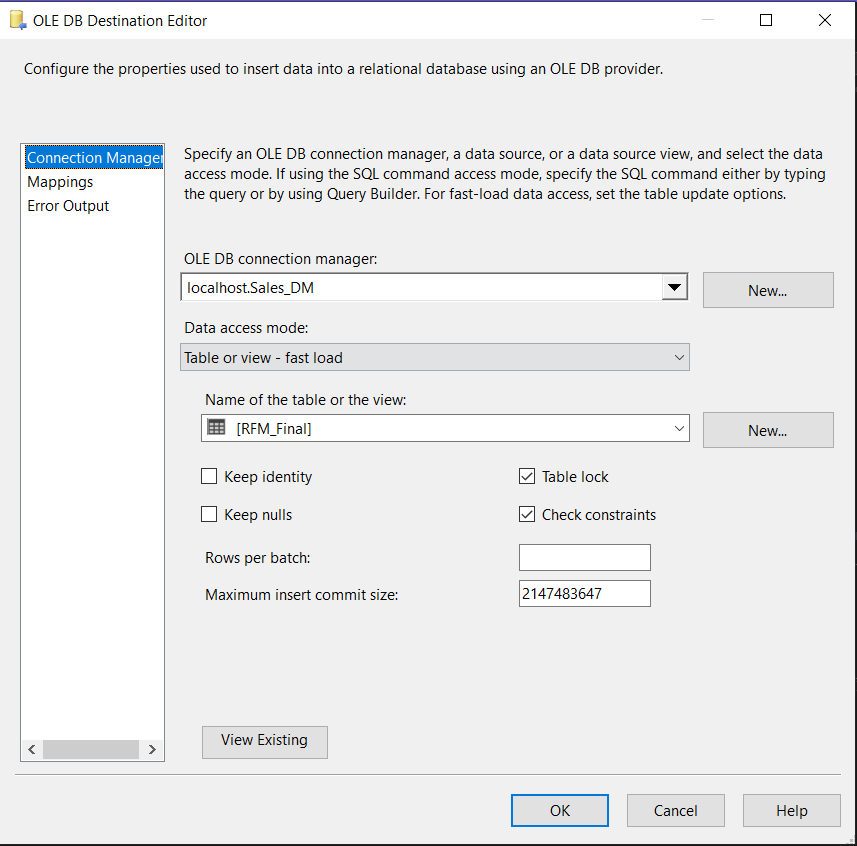 OLE DB Destination Editor
Configure the properties used to insert data into a relational database using an OLE DB provider.
Connection Manager
Mappings
Error Output
Specify an OLE DB connection manager, a data source, or a data source view, and select the data
access mode. If using the SQL command access mode, specify the SQL command either by typing
the query or by using Query Builder. For fast-load data access, set the table update options.
OLE DB connection manager:
localhost.Sales_DM
New...
Data access mode:
Table or view - fast load
Name of the table or the view:
[RFM_Final]
New...
Keep identity
Table lock
Keep nulls
Check constraints
Rows per batch:
Maximum insert commit size:
2147483647
View Existing
OK
Cancel
Help